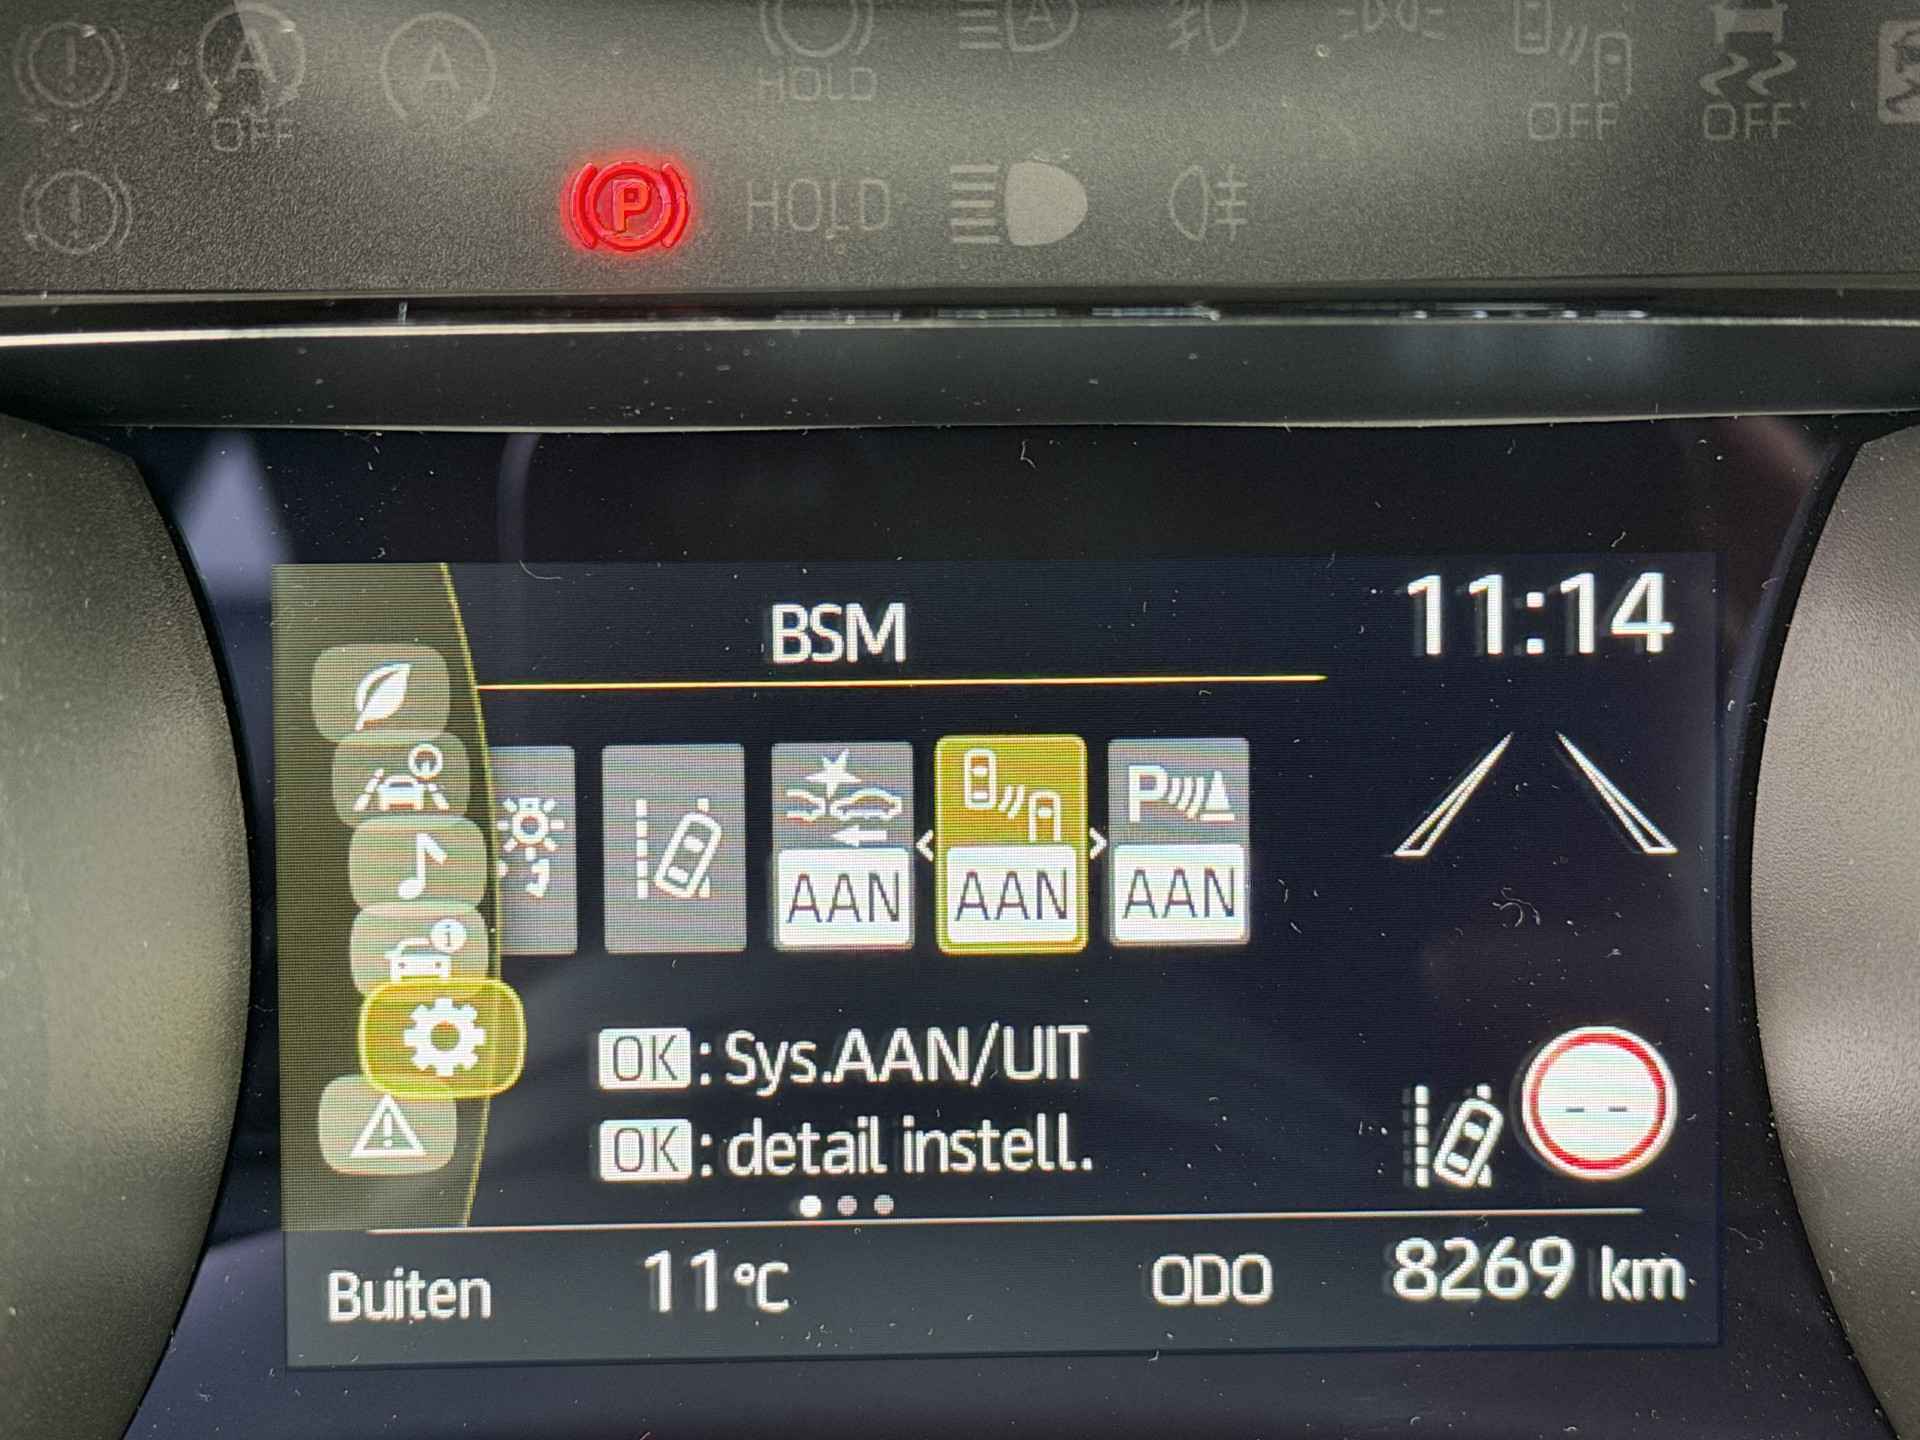 A A HOLD A
OFF OFF OFF
P HOLD
BSM 11:14
P
AAN AAN AAN
OK : Sys.AAN/UIT
OK : detail instell.
-- 
Buiten 11°C ODO 8269 km